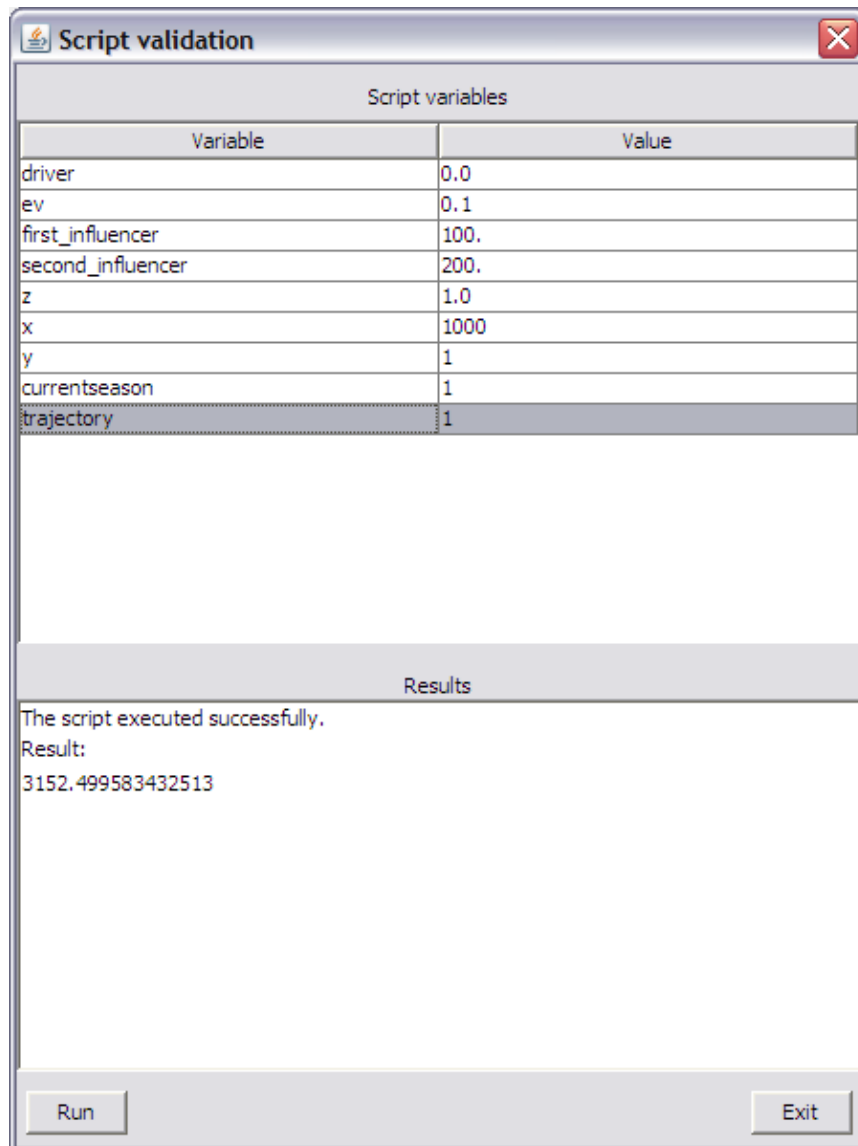 Script validation
Script variables
Variable Value
driver 0.0
ev 0.1
first_influencer 100.
second_influencer 200.
z 1.0
x 1000
y 1
currentseason 1
trajectory 1
Results
The script executed successfully.
Result:
3152.499583432513
Run Exit